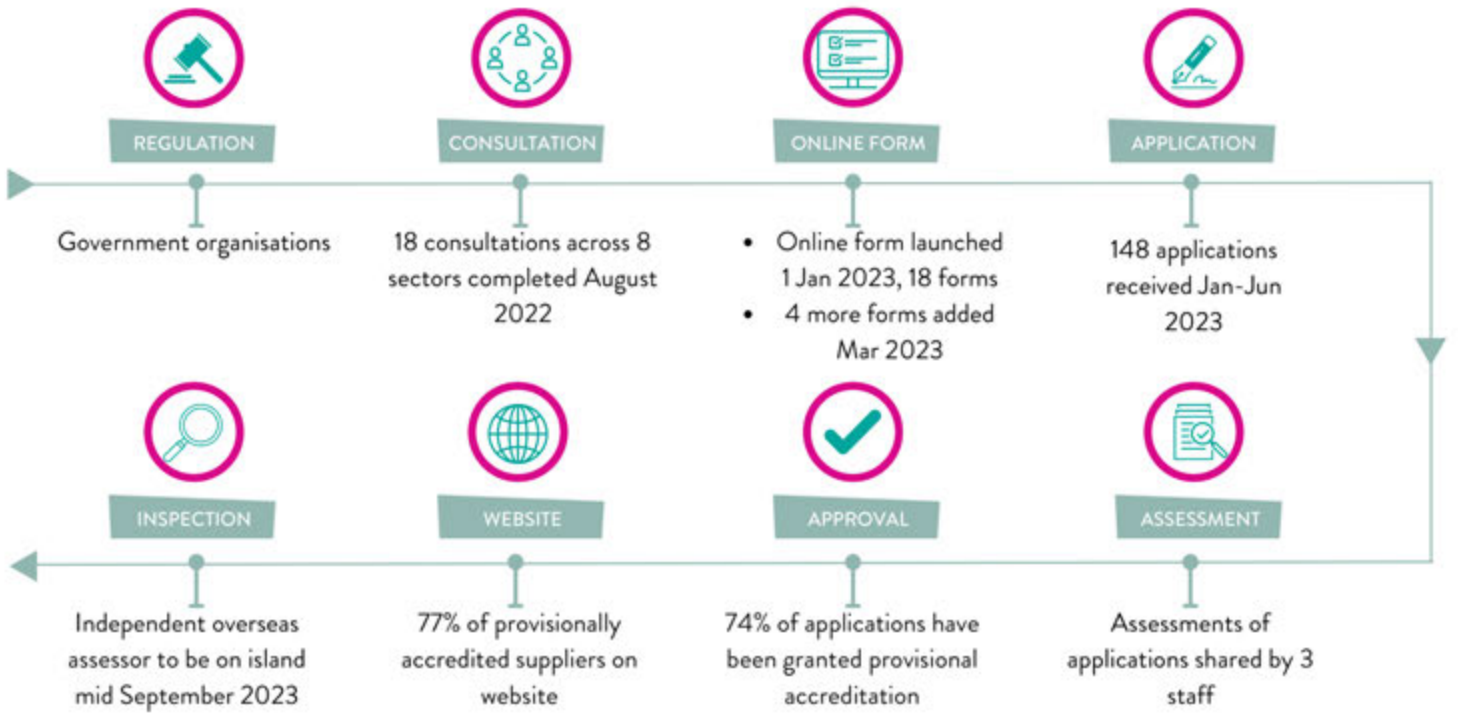 REGULATION
CONSULTATION
ONLINE FORM
APPLICATION
Government organisations
18 consultations across 8
sectors completed August
2022
• Online form launched
1 Jan 2023, 18 forms
• 4 more forms added
Mar 2023
148 applications
received Jan-Jun
2023
INSPECTION
WEBSITE
APPROVAL
ASSESSMENT
Independent overseas
assessor to be on island
mid September 2023
77% of provisionally
accredited suppliers on
website
74% of applications have
been granted provisional
accreditation
Assessments of
applications shared by 3
staff